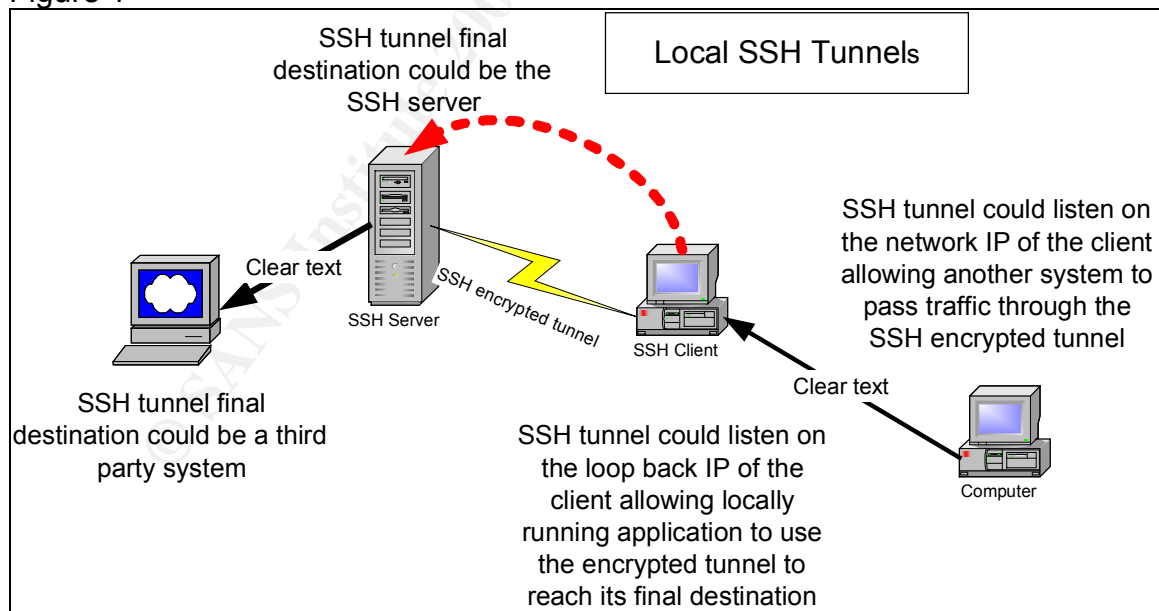 SSH tunnel final
destination could be the
SSH server
Local SSH Tunnels
SSH tunnel could listen on
the network IP of the client
allowing another system to
pass traffic through the
SSH encrypted tunnel
Clear text
SSH Server
SSH encrypted tunnel
SSH Client
Clear text
SSH tunnel final
destination could be a third
party system
SSH tunnel could listen on
the loop back IP of the
client allowing locally
running application to use
the encrypted tunnel to
reach its final destination
Computer
© SANS Institute 200